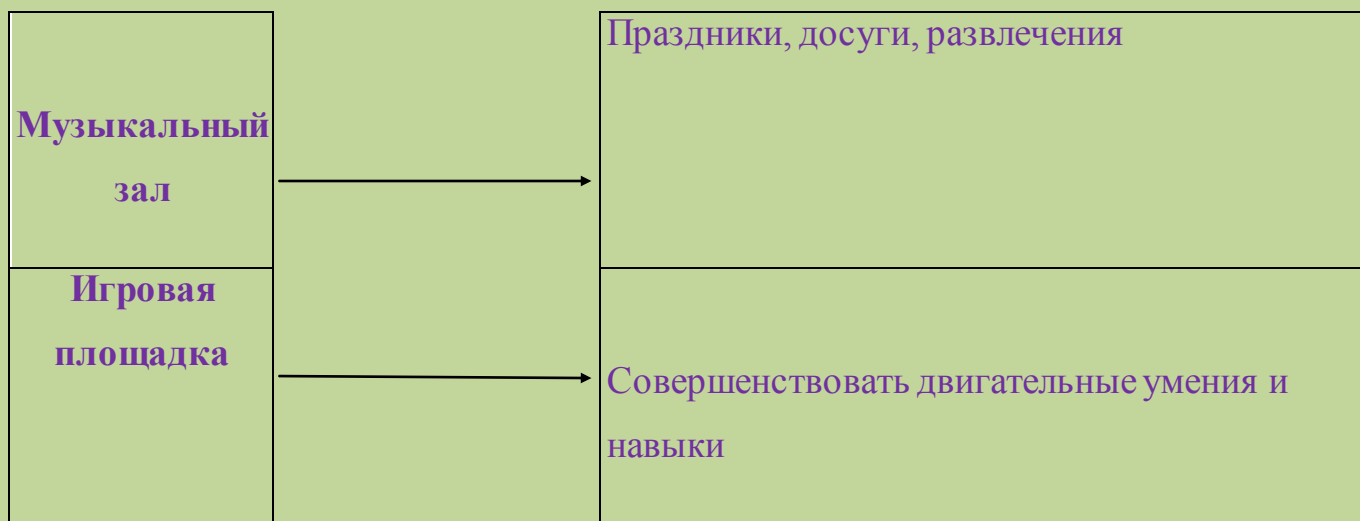 Праздники, досуги, развлечения
Музыкальный
зал
Игровая
площадка
Совершенствовать двигательные умения и
навыки